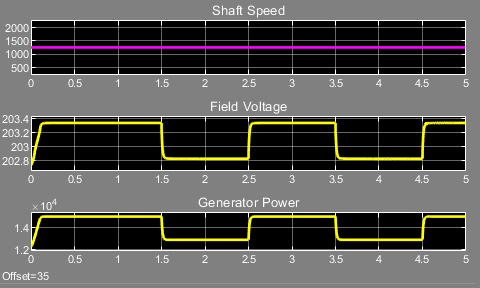 Shaft Speed
2000
1500
1000
500
0 0.5 1 1.5 2 2.5 3 3.5 4 4.5 5
Field Voltage
203.4
203.2
203
202.8
0 0.5 1 1.5 2 2.5 3 3.5 4 4.5 5
×10⁴ Generator Power
1.4
1.2
0 0.5 1 1.5 2 2.5 3 3.5 4 4.5 5
Offset=35